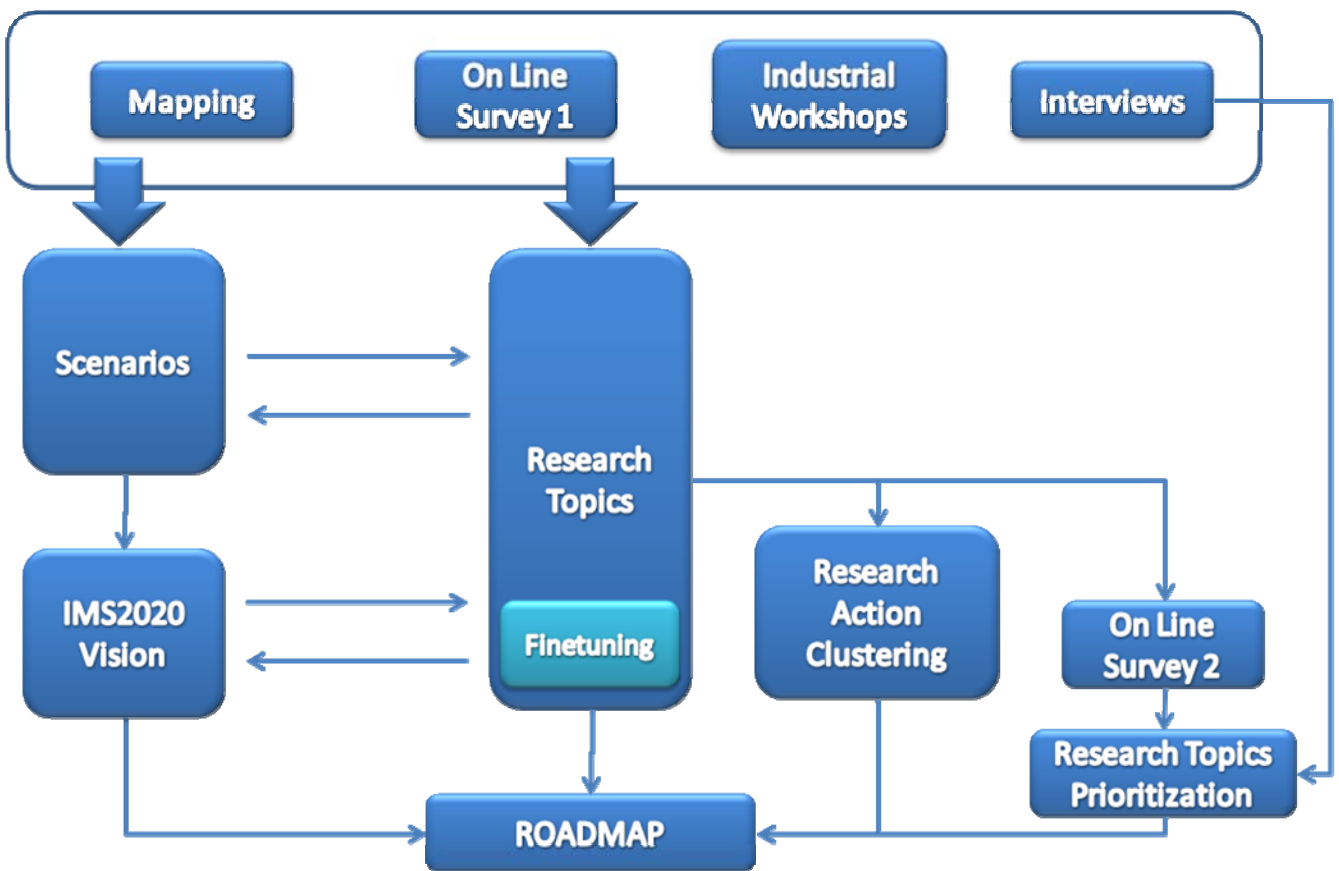 Mapping
On Line
Survey 1
Industrial
Workshops
Interviews
Scenarios
Research
Topics
IMS2020
Vision
Finetuning
Research
Action
Clustering
On Line
Survey 2
Research Topics
Prioritization
ROADMAP